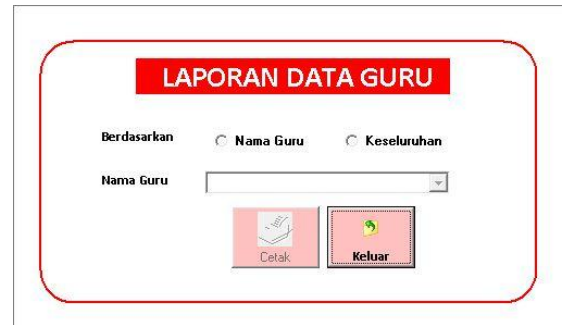 LAPORAN DATA GURU
Berdasarkan Nama Guru Keseluruhan
Nama Guru
Cetak Keluar